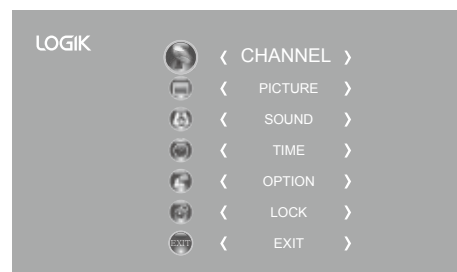 LOGIK
CHANNEL
PICTURE
SOUND
TIME
OPTION
LOCK
EXIT EXIT